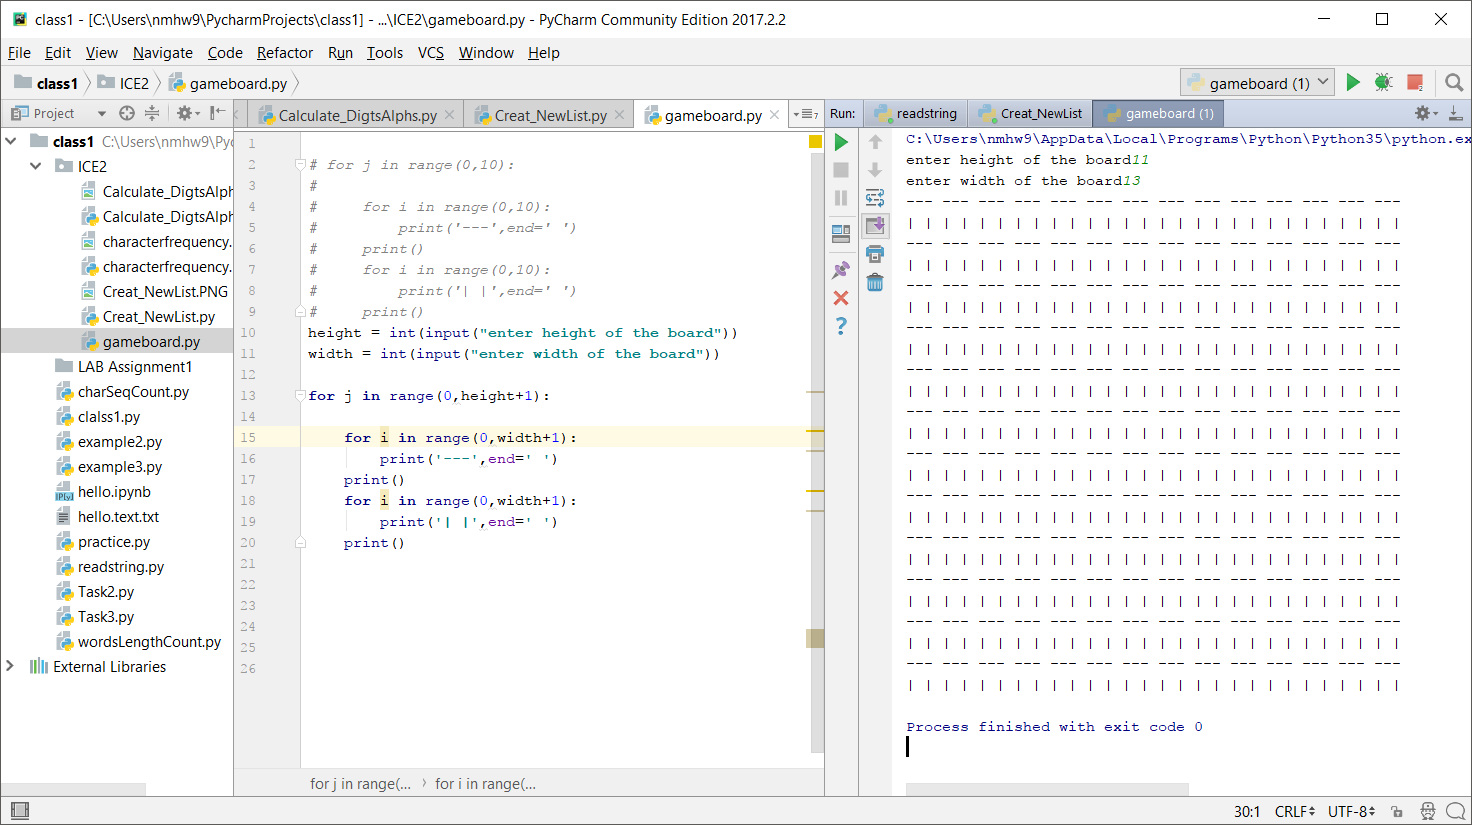 class1 - [C:\Users\nmhw9\PycharmProjects\class1] - ...\ICE2\gameboard.py - PyCharm Community Edition 2017.2.2
File Edit View Navigate Code Refactor Run Tools VCS Window Help
class1 ICE2 gameboard.py
gameboard (1)
Project
Calculate_DigtsAlphs.py Creat_NewList.py gameboard.py
Run: readstring Creat_NewList gameboard (1)
class1 C:\Users\nmhw9\Pyc
ICE2
Calculate_DigtsAlph
Calculate_DigtsAlph
characterfrequency.
characterfrequency.
Creat_NewList.PNG
Creat_NewList.py
gameboard.py
LAB Assignment1
charSeqCount.py
clalss1.py
example2.py
example3.py
hello.ipynb
hello.text.txt
practice.py
readstring.py
Task2.py
Task3.py
wordsLengthCount.py
External Libraries
1
2 # for j in range(0,10):
3 #
4 #     for i in range(0,10):
5 #         print('---',end=' ')
6 #     print()
7 #     for i in range(0,10):
8 #         print('| |',end=' ')
9 #     print()
10 height = int(input("enter height of the board"))
11 width = int(input("enter width of the board"))
12
13 for j in range(0,height+1):
14
15     for i in range(0,width+1):
16         print('---',end=' ')
17     print()
18     for i in range(0,width+1):
19         print('| |',end=' ')
20     print()
21
22
23
24
25
26
for j in range(... › for i in range(...
C:\Users\nmhw9\AppData\Local\Programs\Python\Python35\python.ex
enter height of the board11
enter width of the board13
--- --- --- --- --- --- --- --- --- --- --- --- --- ---
| | | | | | | | | | | | | | | | | | | | | | | | | | | |
--- --- --- --- --- --- --- --- --- --- --- --- --- ---
| | | | | | | | | | | | | | | | | | | | | | | | | | | |
--- --- --- --- --- --- --- --- --- --- --- --- --- ---
| | | | | | | | | | | | | | | | | | | | | | | | | | | |
--- --- --- --- --- --- --- --- --- --- --- --- --- ---
| | | | | | | | | | | | | | | | | | | | | | | | | | | |
--- --- --- --- --- --- --- --- --- --- --- --- --- ---
| | | | | | | | | | | | | | | | | | | | | | | | | | | |
--- --- --- --- --- --- --- --- --- --- --- --- --- ---
| | | | | | | | | | | | | | | | | | | | | | | | | | | |
--- --- --- --- --- --- --- --- --- --- --- --- --- ---
| | | | | | | | | | | | | | | | | | | | | | | | | | | |
--- --- --- --- --- --- --- --- --- --- --- --- --- ---
| | | | | | | | | | | | | | | | | | | | | | | | | | | |
--- --- --- --- --- --- --- --- --- --- --- --- --- ---
| | | | | | | | | | | | | | | | | | | | | | | | | | | |
--- --- --- --- --- --- --- --- --- --- --- --- --- ---
| | | | | | | | | | | | | | | | | | | | | | | | | | | |
--- --- --- --- --- --- --- --- --- --- --- --- --- ---
| | | | | | | | | | | | | | | | | | | | | | | | | | | |
--- --- --- --- --- --- --- --- --- --- --- --- --- ---
| | | | | | | | | | | | | | | | | | | | | | | | | | | |
Process finished with exit code 0
30:1 CRLF UTF-8